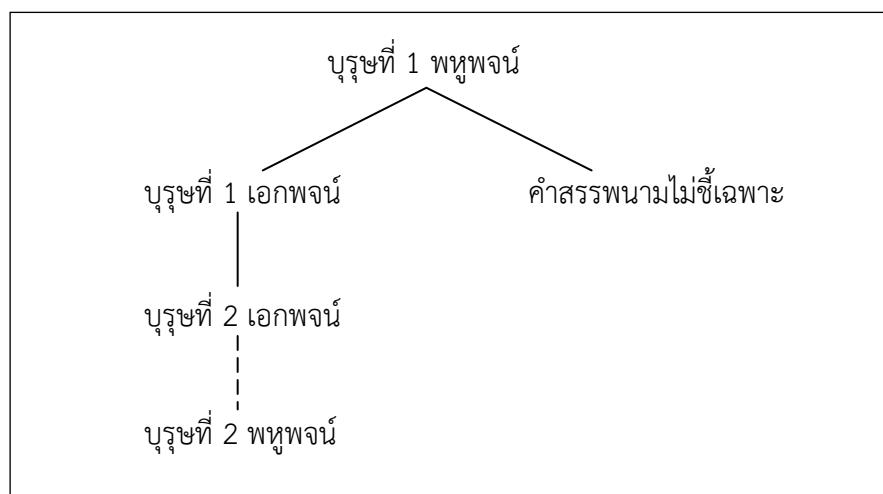 บุรุษที่ 1 พหูพจน์
บุรุษที่ 1 เอกพจน์ คำสรรพนามไม่ชี้เฉพาะ
บุรุษที่ 2 เอกพจน์
บุรุษที่ 2 พหูพจน์